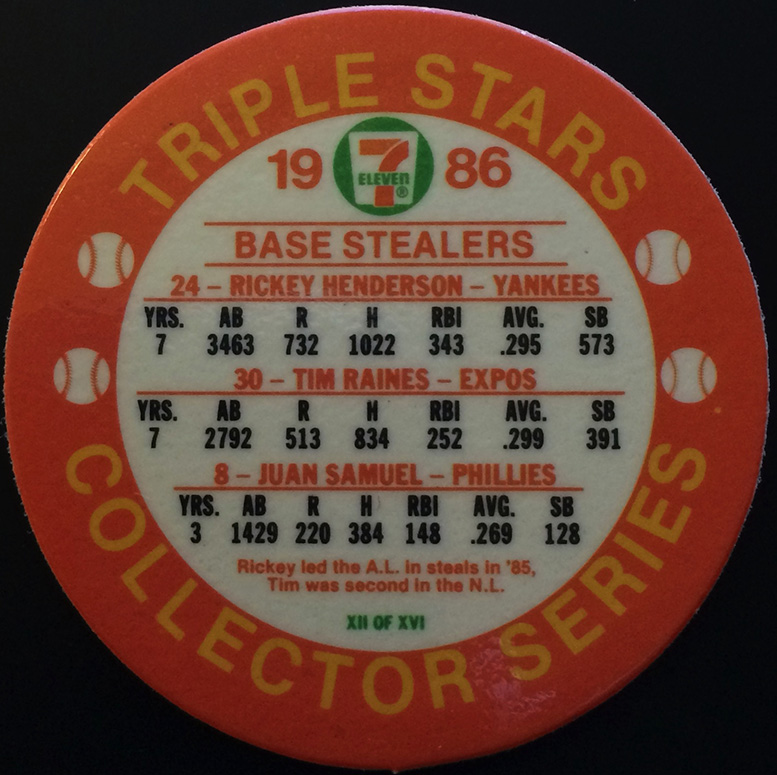 TRIPLE STARS
19 7 ELEVEN ® 86
BASE STEALERS
24 – RICKEY HENDERSON – YANKEES
YRS. AB R H RBI AVG. SB
7 3463 732 1022 343 .295 573
30 – TIM RAINES – EXPOS
YRS. AB R H RBI AVG. SB
7 2792 513 834 252 .299 391
8 – JUAN SAMUEL – PHILLIES
YRS. AB R H RBI AVG. SB
3 1429 220 384 148 .269 128
Rickey led the A.L. in steals in '85,
Tim was second in the N.L.
XII OF XVI
COLLECTOR SERIES